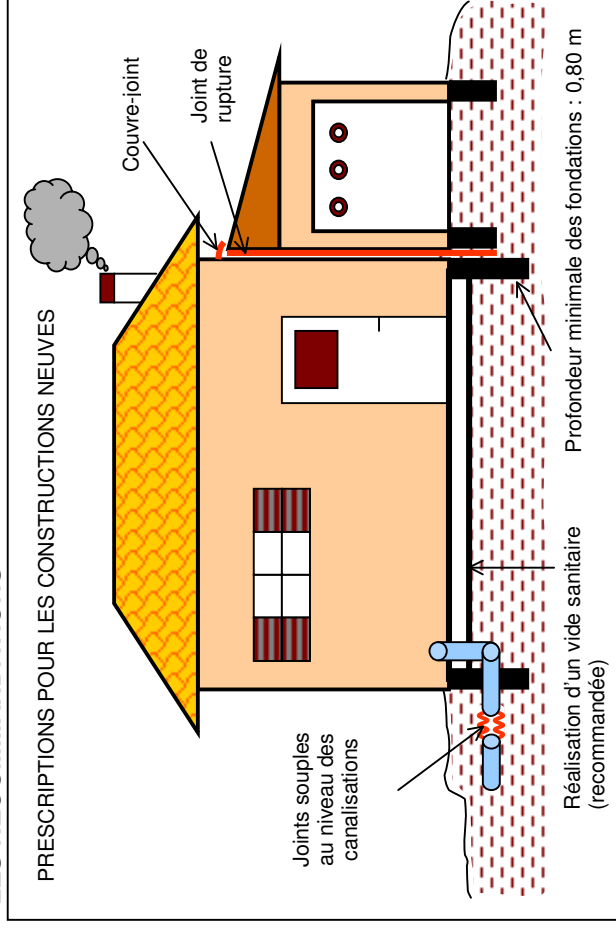 PRESCRIPTIONS POUR LES CONSTRUCTIONS NEUVES
Couvre-joint
Joint de
rupture
Joints souples
au niveau des
canalisations
Réalisation d'un vide sanitaire
(recommandée)
Profondeur minimale des fondations : 0,80 m